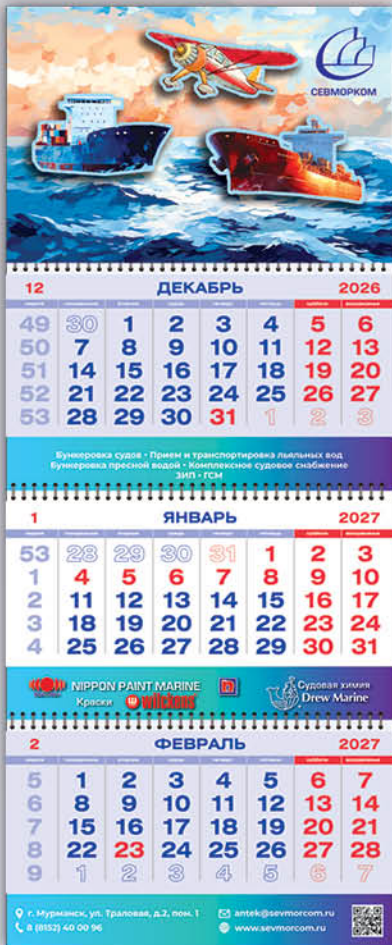 СЕВМОРКОМ
12 ДЕКАБРЬ 2026
49 30 1 2 3 4 5 6
50 7 8 9 10 11 12 13
51 14 15 16 17 18 19 20
52 21 22 23 24 25 26 27
53 28 29 30 31 1 2 3
Бункеровка судов • Прием и транспортировка льяльных вод
Бункеровка пресной водой • Комплексное судовое снабжение
ЗИП • ГСМ
1 ЯНВАРЬ 2027
53 28 29 30 31 1 2 3
1 4 5 6 7 8 9 10
2 11 12 13 14 15 16 17
3 18 19 20 21 22 23 24
4 25 26 27 28 29 30 31
NIPPON PAINT MARINE
Краски wilckens
Судовая химия
Drew Marine
2 ФЕВРАЛЬ 2027
5 1 2 3 4 5 6 7
6 8 9 10 11 12 13 14
7 15 16 17 18 19 20 21
8 22 23 24 25 26 27 28
9 1 2 3 4 5 6 7
г. Мурманск, ул. Траловая, д.2, пом. 1
8 (8152) 40 00 96
antek@sevmorcom.ru
www.sevmorcom.ru